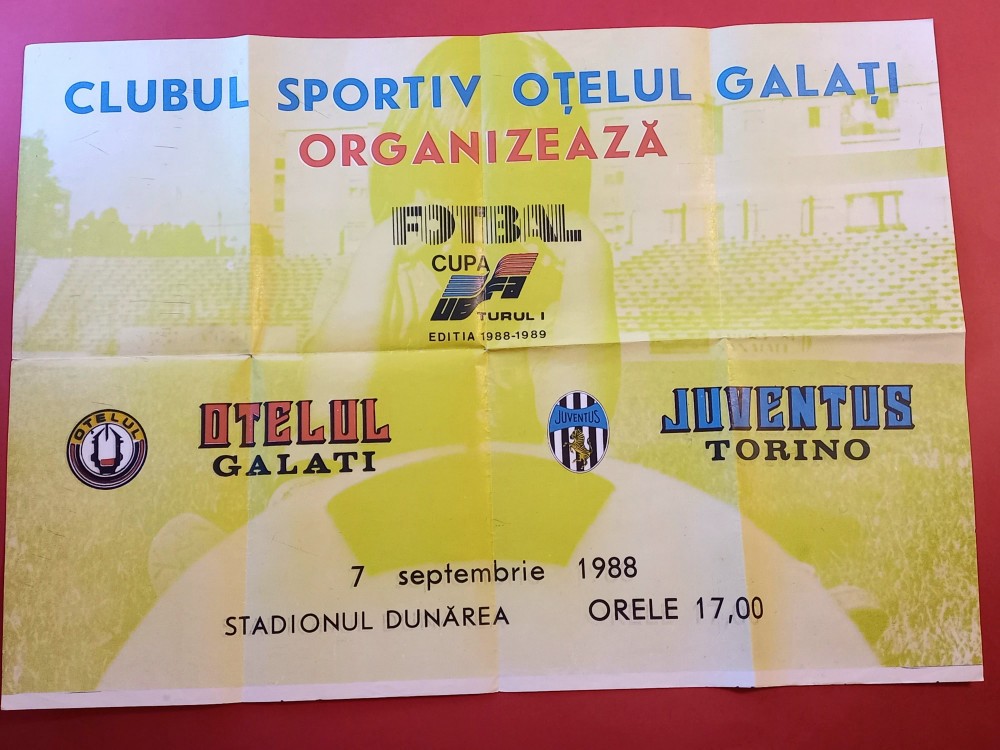 CLUBUL SPORTIV OȚELUL GALAȚI
ORGANIZEAZĂ
FOTBAL
CUPA
UEFA
TURUL I
EDITIA 1988-1989
OTELUL
OTELUL
GALATI
JUVENTUS
JUVENTUS
TORINO
7 septembrie 1988
STADIONUL DUNĂREA ORELE 17,00